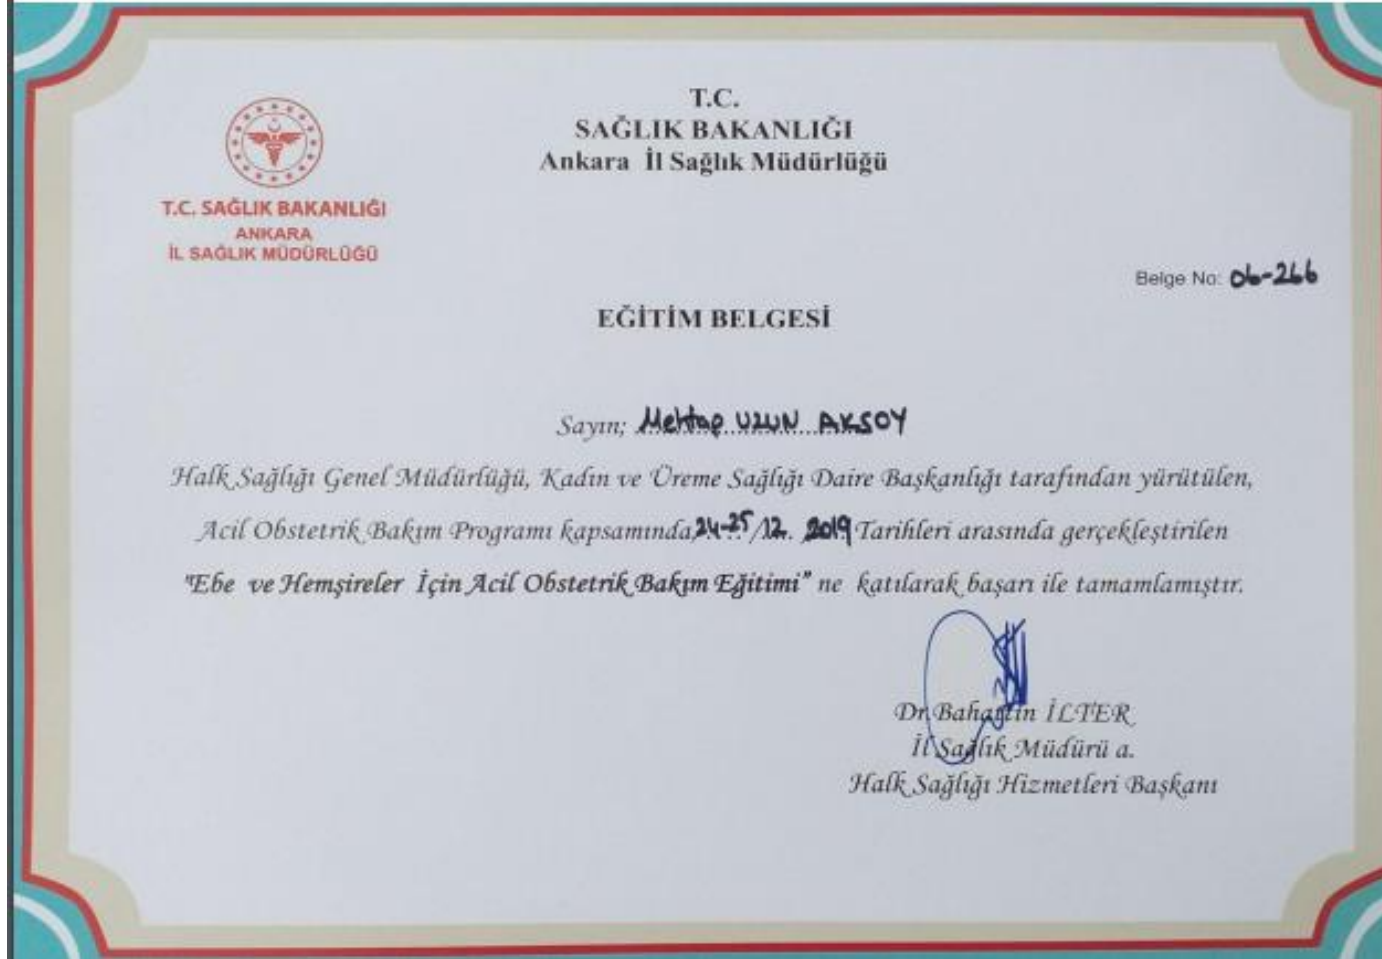 T.C.
SAĞLIK BAKANLIĞI
Ankara İl Sağlık Müdürlüğü
T.C. SAĞLIK BAKANLIĞI
ANKARA
İL SAĞLIK MÜDÜRLÜĞÜ
Belge No: 06-266
EĞİTİM BELGESİ
Sayın; Mehtap UZUN AKSOY
Halk Sağlığı Genel Müdürlüğü, Kadın ve Üreme Sağlığı Daire Başkanlığı tarafından yürütülen,
Acil Obstetrik Bakım Programı kapsamında 24-25/12. 2019 Tarihleri arasında gerçekleştirilen
"Ebe ve Hemşireler İçin Acil Obstetrik Bakım Eğitimi" ne katılarak başarı ile tamamlamıştır.
Dr.Bahattin İLTER
İl Sağlık Müdürü a.
Halk Sağlığı Hizmetleri Başkanı